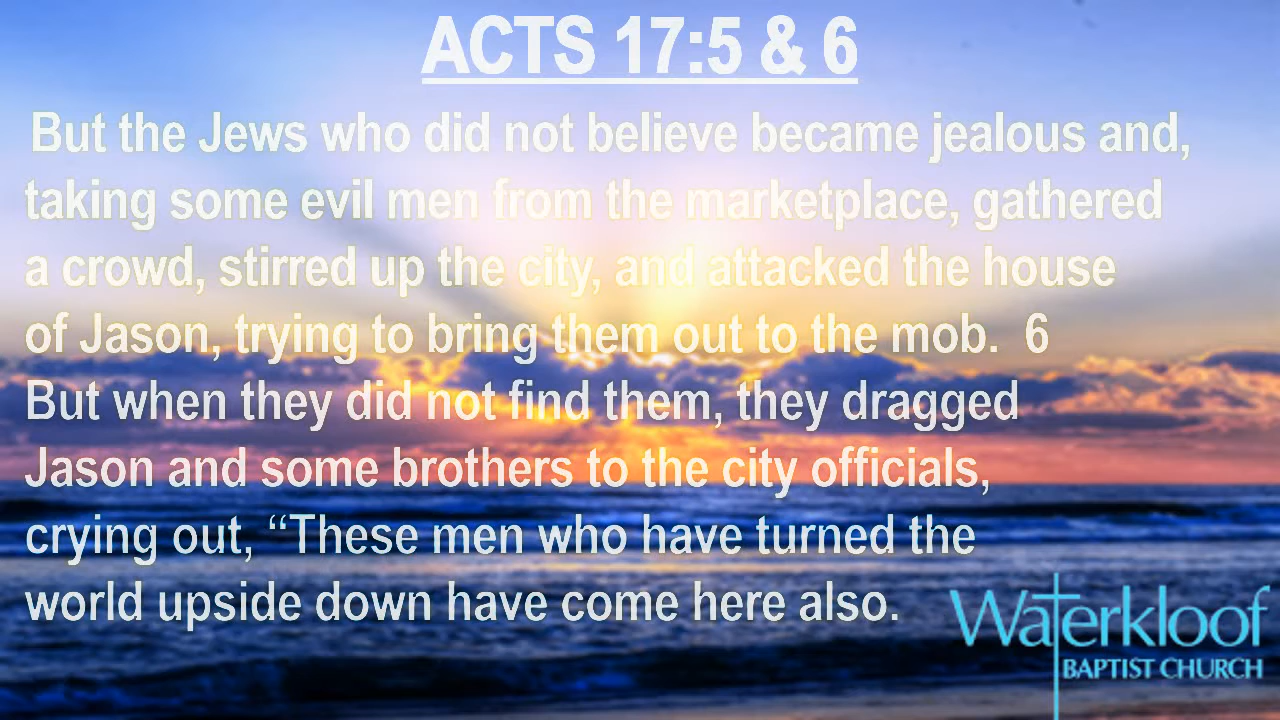 ACTS 17:5 & 6
But the Jews who did not believe became jealous and,
taking some evil men from the marketplace, gathered
a crowd, stirred up the city, and attacked the house
of Jason, trying to bring them out to the mob.  6
But when they did not find them, they dragged
Jason and some brothers to the city officials,
crying out, “These men who have turned the
world upside down have come here also.
Waterkloof
BAPTIST CHURCH